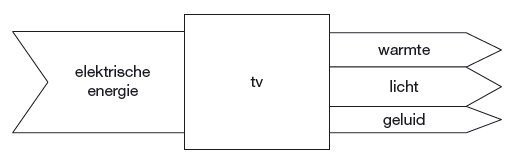 elektrische
energie
tv
warmte
licht
geluid